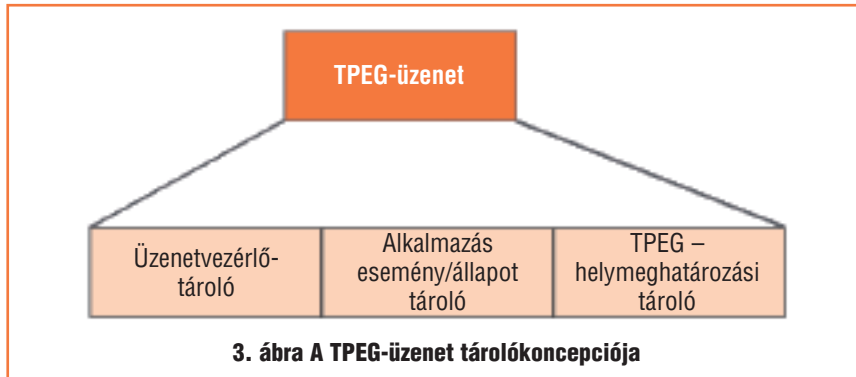 TPEG-üzenet
Üzenetvezérlő-
tároló
Alkalmazás
esemény/állapot
tároló
TPEG –
helymeghatározási
tároló
3. ábra A TPEG-üzenet tárolókoncepciója